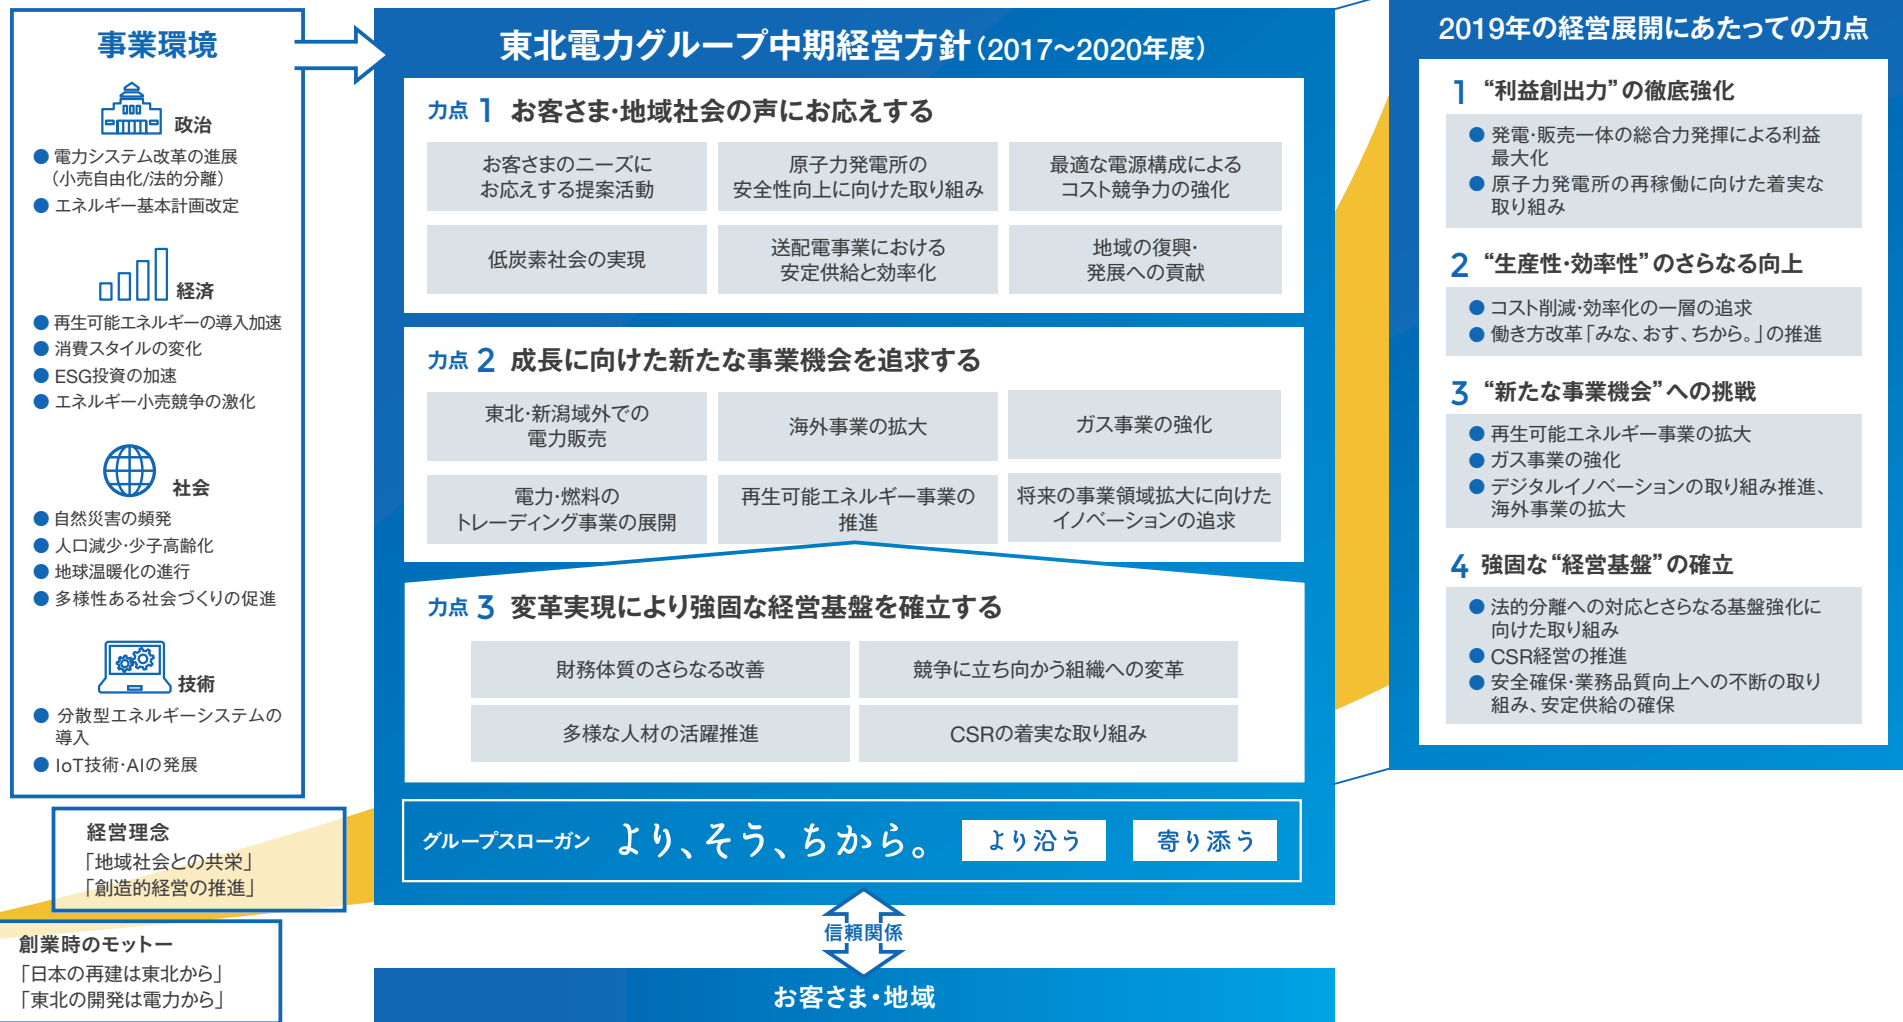 事業環境
政治
● 電力システム改革の進展
（小売自由化/法的分離）
● エネルギー基本計画改定
経済
● 再生可能エネルギーの導入加速
● 消費スタイルの変化
● ESG投資の加速
● エネルギー小売競争の激化
社会
● 自然災害の頻発
● 人口減少・少子高齢化
● 地球温暖化の進行
● 多様性ある社会づくりの促進
技術
● 分散型エネルギーシステムの
導入
● IoT技術・AIの発展
経営理念
「地域社会との共栄」
「創造的経営の推進」
創業時のモットー
「日本の再建は東北から」
「東北の開発は電力から」
東北電力グループ中期経営方針（2017～2020年度）
力点 1 お客さま・地域社会の声にお応えする
お客さまのニーズに
お応えする提案活動
原子力発電所の
安全性向上に向けた取り組み
最適な電源構成による
コスト競争力の強化
低炭素社会の実現
送配電事業における
安定供給と効率化
地域の復興・
発展への貢献
力点 2 成長に向けた新たな事業機会を追求する
東北・新潟域外での
電力販売
海外事業の拡大
ガス事業の強化
電力・燃料の
トレーディング事業の展開
再生可能エネルギー事業の
推進
将来の事業領域拡大に向けた
イノベーションの追求
力点 3 変革実現により強固な経営基盤を確立する
財務体質のさらなる改善
競争に立ち向かう組織への変革
多様な人材の活躍推進
CSRの着実な取り組み
グループスローガン より、そう、ちから。 より沿う 寄り添う
信頼関係
お客さま・地域
2019年の経営展開にあたっての力点
1 “利益創出力”の徹底強化
● 発電・販売一体の総合力発揮による利益
最大化
● 原子力発電所の再稼働に向けた着実な
取り組み
2 “生産性・効率性”のさらなる向上
● コスト削減・効率化の一層の追求
● 働き方改革「みな、おす、ちから。」の推進
3 “新たな事業機会”への挑戦
● 再生可能エネルギー事業の拡大
● ガス事業の強化
● デジタルイノベーションの取り組み推進、
海外事業の拡大
4 強固な“経営基盤”の確立
● 法的分離への対応とさらなる基盤強化に
向けた取り組み
● CSR経営の推進
● 安全確保・業務品質向上への不断の取り
組み、安定供給の確保